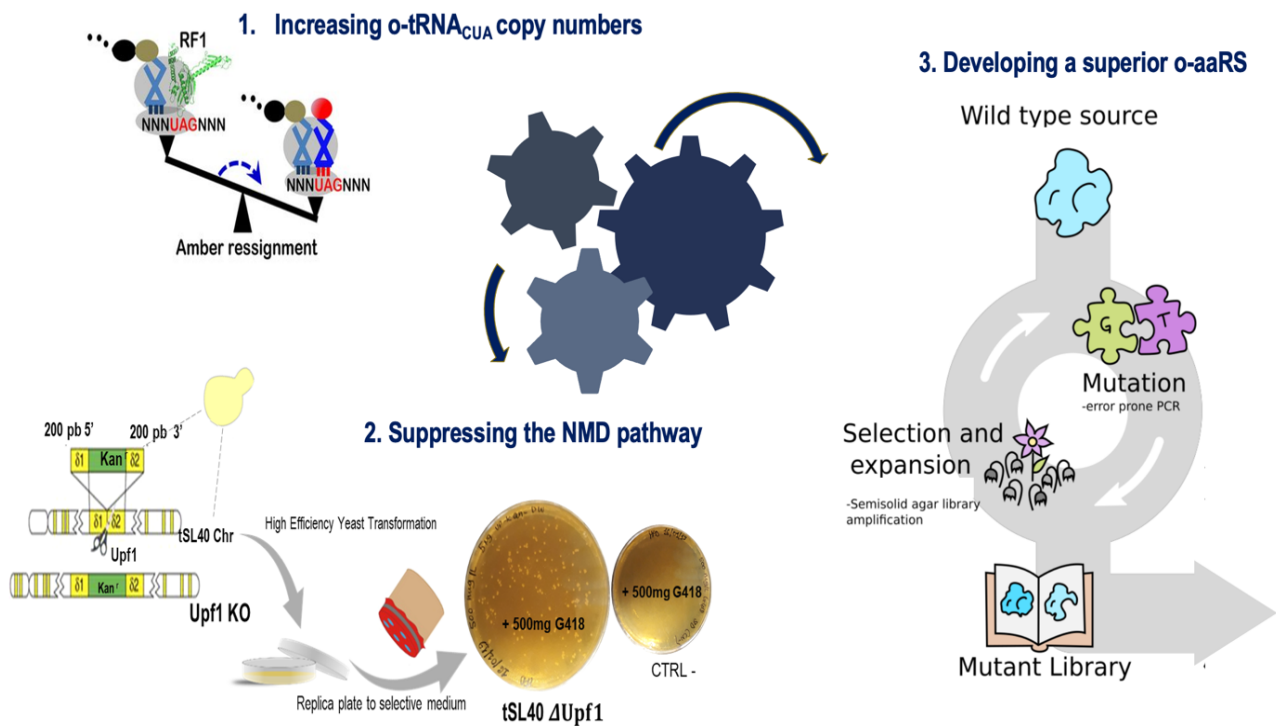 1. Increasing o-tRNACUA copy numbers
RF1
NNNUAGNNN
NNNUAGNNN
Amber ressignment
2. Suppressing the NMD pathway
200 pb 5’
200 pb 3’
δ1
Kan r
δ2
δ1
δ2
tSL40 Chr
Upf1
δ1
Kan r
δ2
Upf1 KO
High Efficiency Yeast Transformation
Replica plate to selective medium
+ 500mg G418
tSL40 ΔUpf1
+ 500mg G418
CTRL -
3. Developing a superior o-aaRS
Wild type source
G
T
Mutation
-error prone PCR
Selection and
expansion
-Semisolid agar library
amplification
Mutant Library